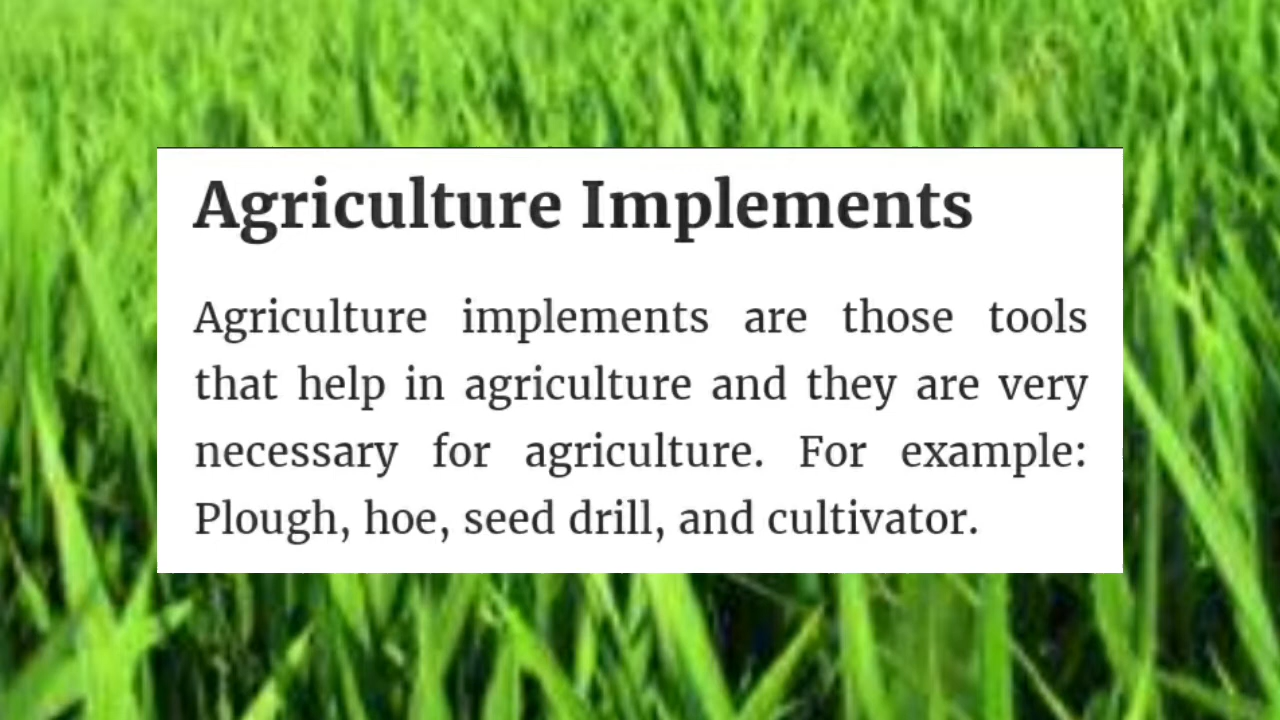 Agriculture Implements
Agriculture implements are those tools
that help in agriculture and they are very
necessary for agriculture. For example:
Plough, hoe, seed drill, and cultivator.